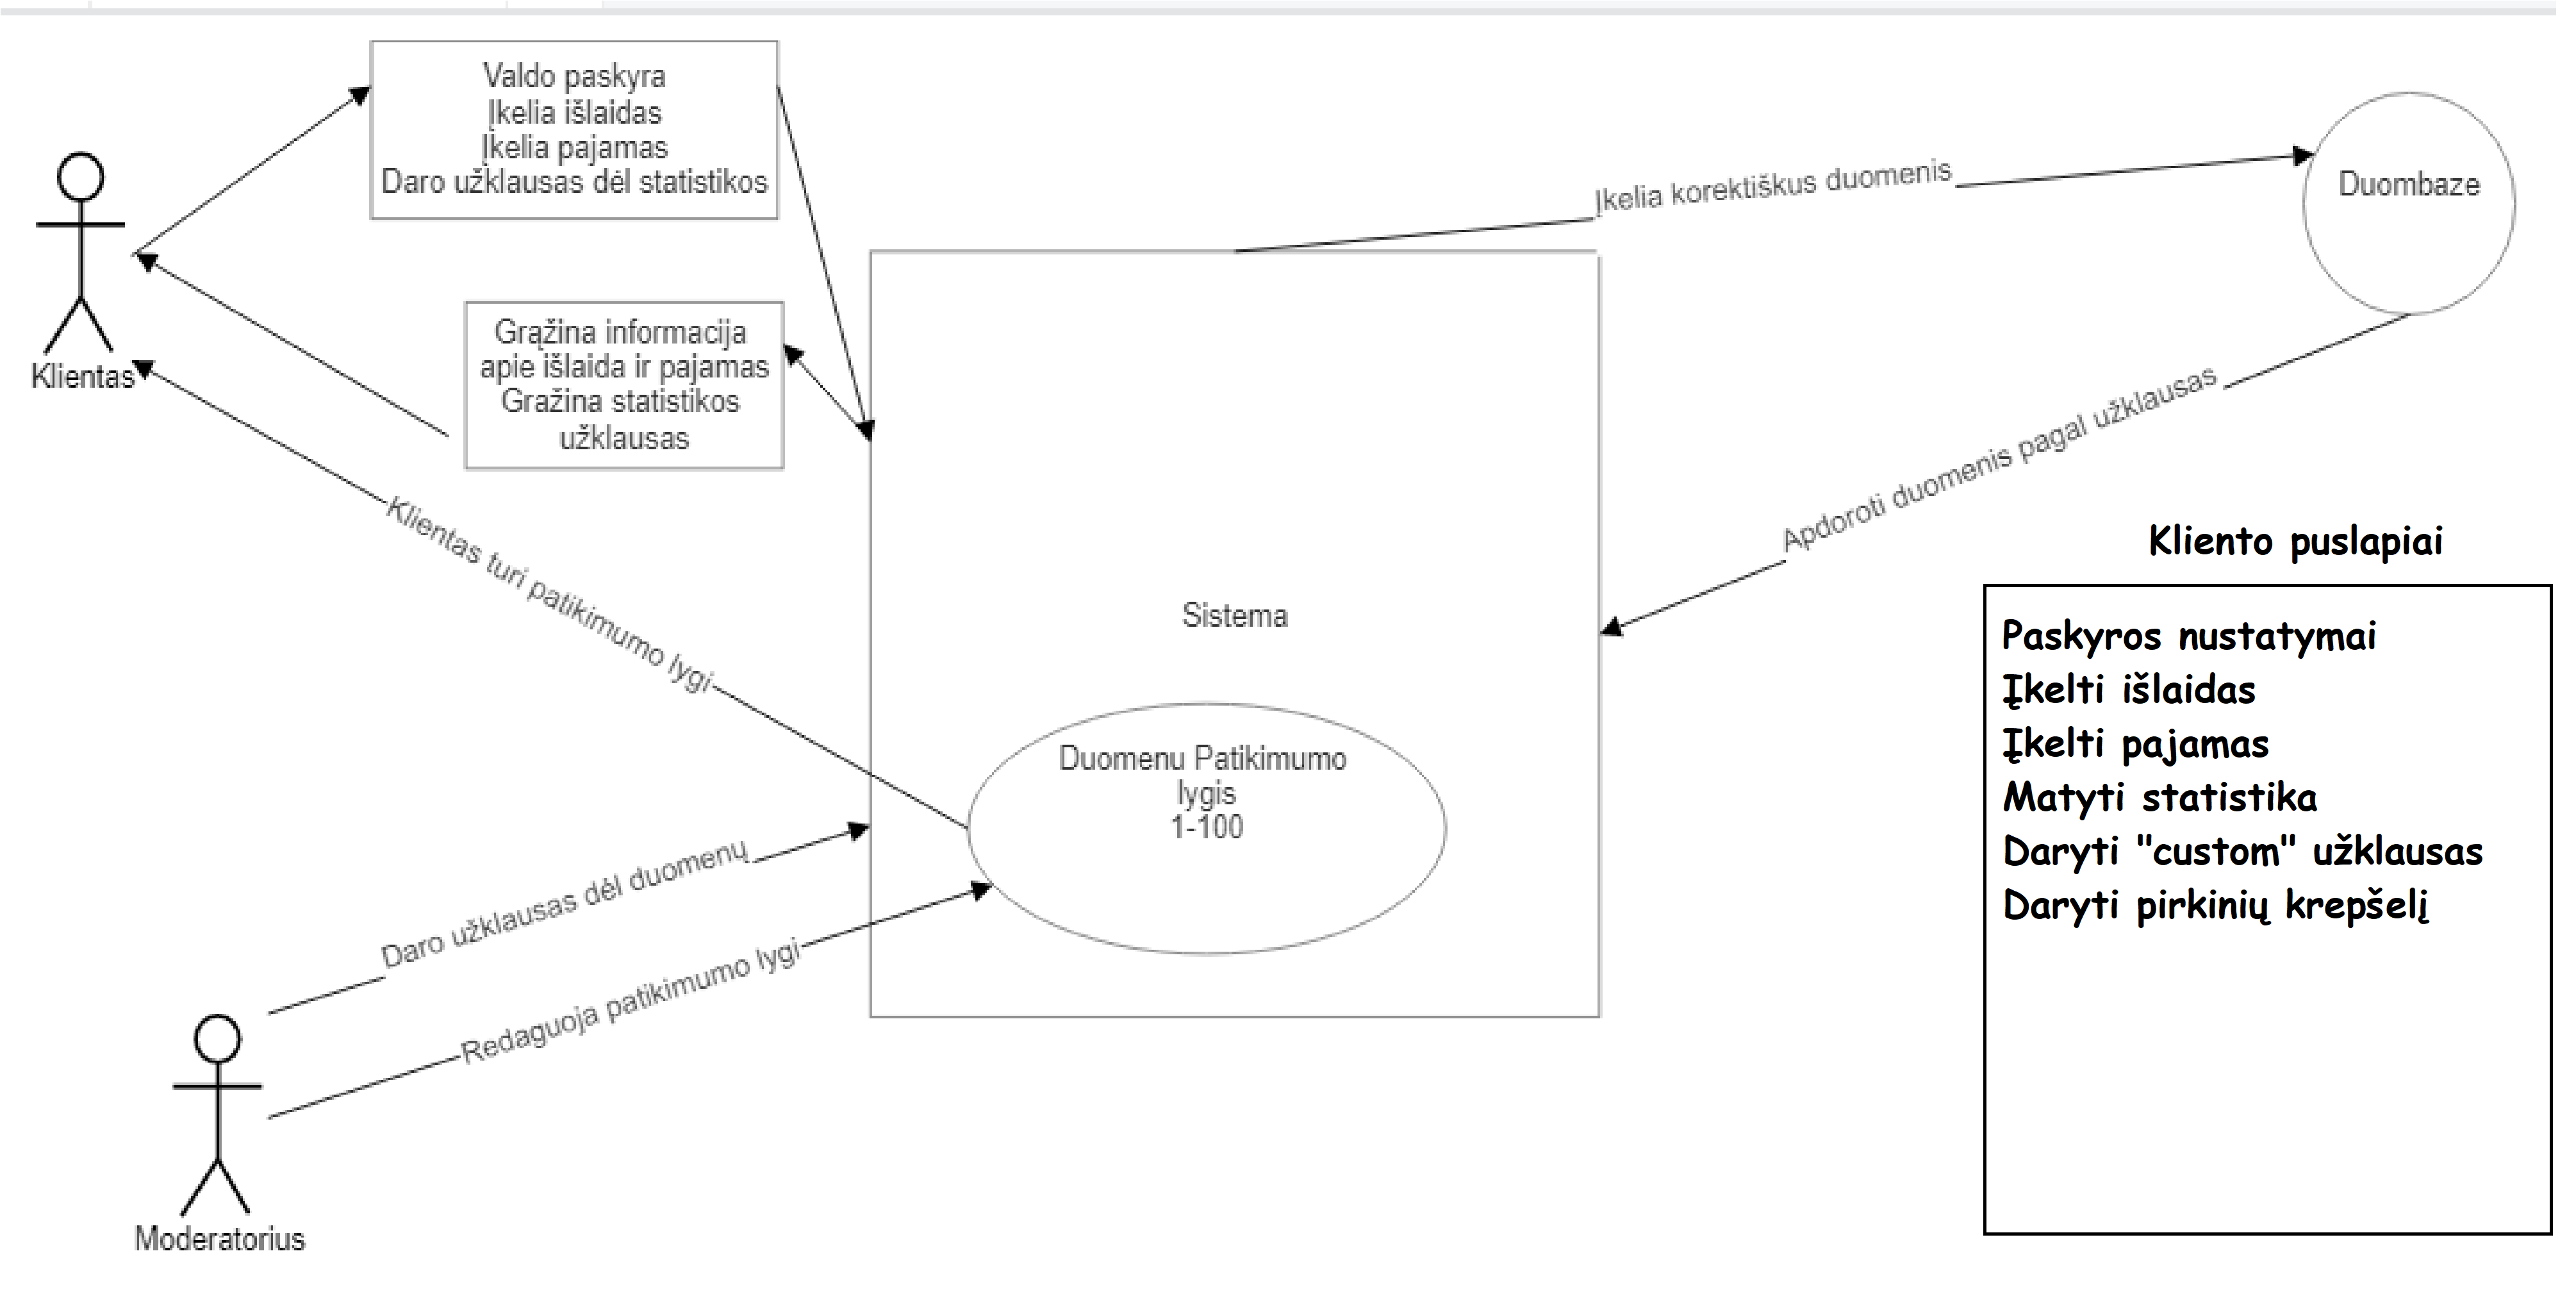 Valdo paskyra
Įkelia išlaidas
Įkelia pajamas
Daro užklausas dėl statistikos
Klientas
Grąžina informacija
apie išlaida ir pajamas
Gražina statistikos
užklausas
Įkelia korektiškus duomenis
Duombaze
Apdoroti duomenis pagal užklausas
Klientas turi patikimumo lygi
Sistema
Duomenu Patikimumo
lygis
1-100
Daro užklausas dėl duomenų
Redaguoja patikimumo lygi
Moderatorius
Kliento puslapiai
Paskyros nustatymai
Įkelti išlaidas
Įkelti pajamas
Matyti statistika
Daryti "custom" užklausas
Daryti pirkinių krepšelį